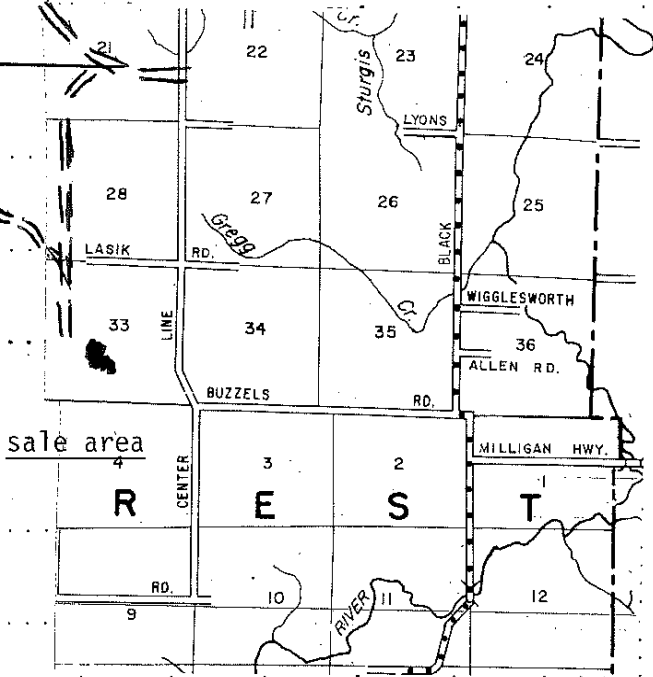 Cr.
21
22
23
24
Sturgis
LYONS
28
27
26
25
Gregg
BLACK
LASIK RD.
WIGGLESWORTH
33
LINE
34
35
Cr.
36
ALLEN RD.
BUZZELS RD.
sale area
4
3
2
MILLIGAN HWY.
1
CENTER
R E S T
RD.
9
10
RIVER
11
12